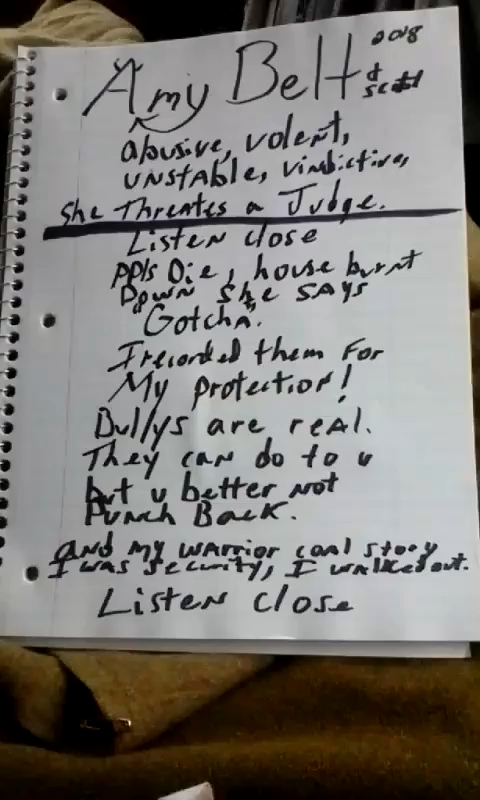 2018
Amy Belt
&
scott
abusive, volent,
unstable, vindictive,
she Threates a Judge.
Listen close
ppls Die, house burnt
Down she says
"Gotcha".
I recorded them for
My protection!
Bullys are real.
They can do to u
but u better not
Punch Back.
and my warrior coal story
I was security, I walked out.
Listen close